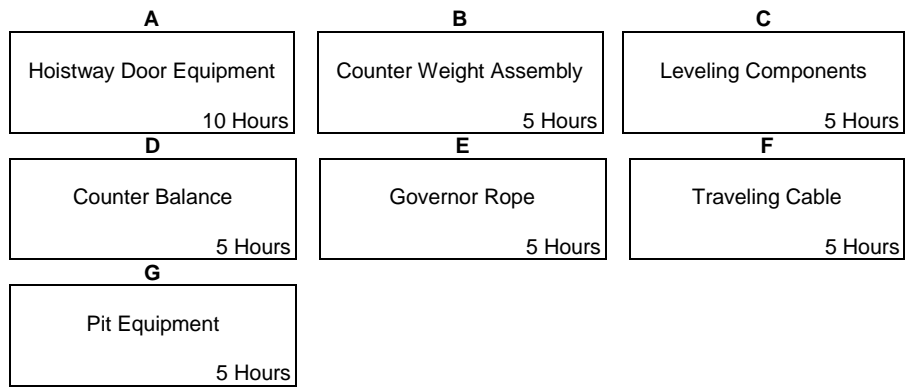 A B C
Hoistway Door Equipment Counter Weight Assembly Leveling Components
10 Hours 5 Hours 5 Hours
D E F
Counter Balance Governor Rope Traveling Cable
5 Hours 5 Hours 5 Hours
G
Pit Equipment
5 Hours